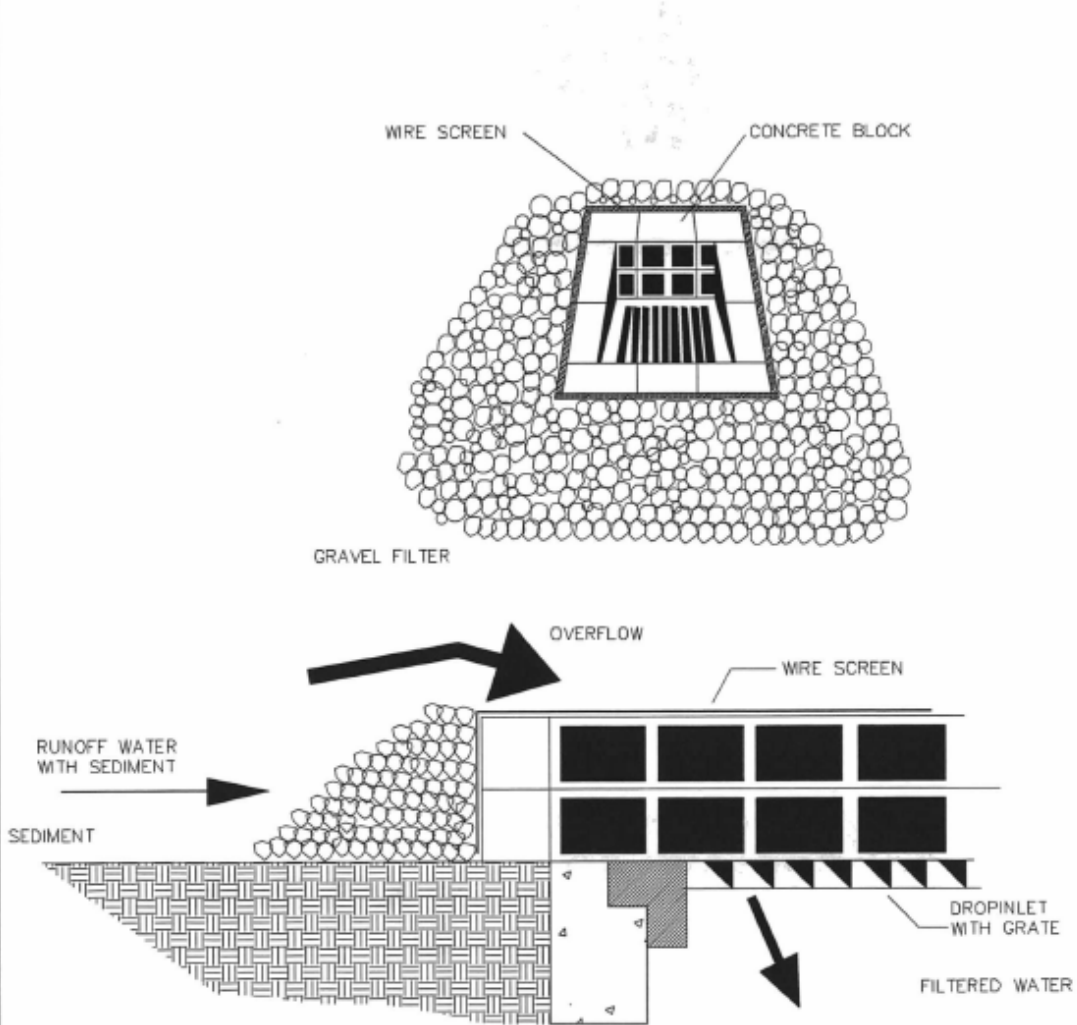 WIRE SCREEN
CONCRETE BLOCK
GRAVEL FILTER
OVERFLOW
WIRE SCREEN
RUNOFF WATER
WITH SEDIMENT
SEDIMENT
DROPINLET
WITH GRATE
FILTERED WATER